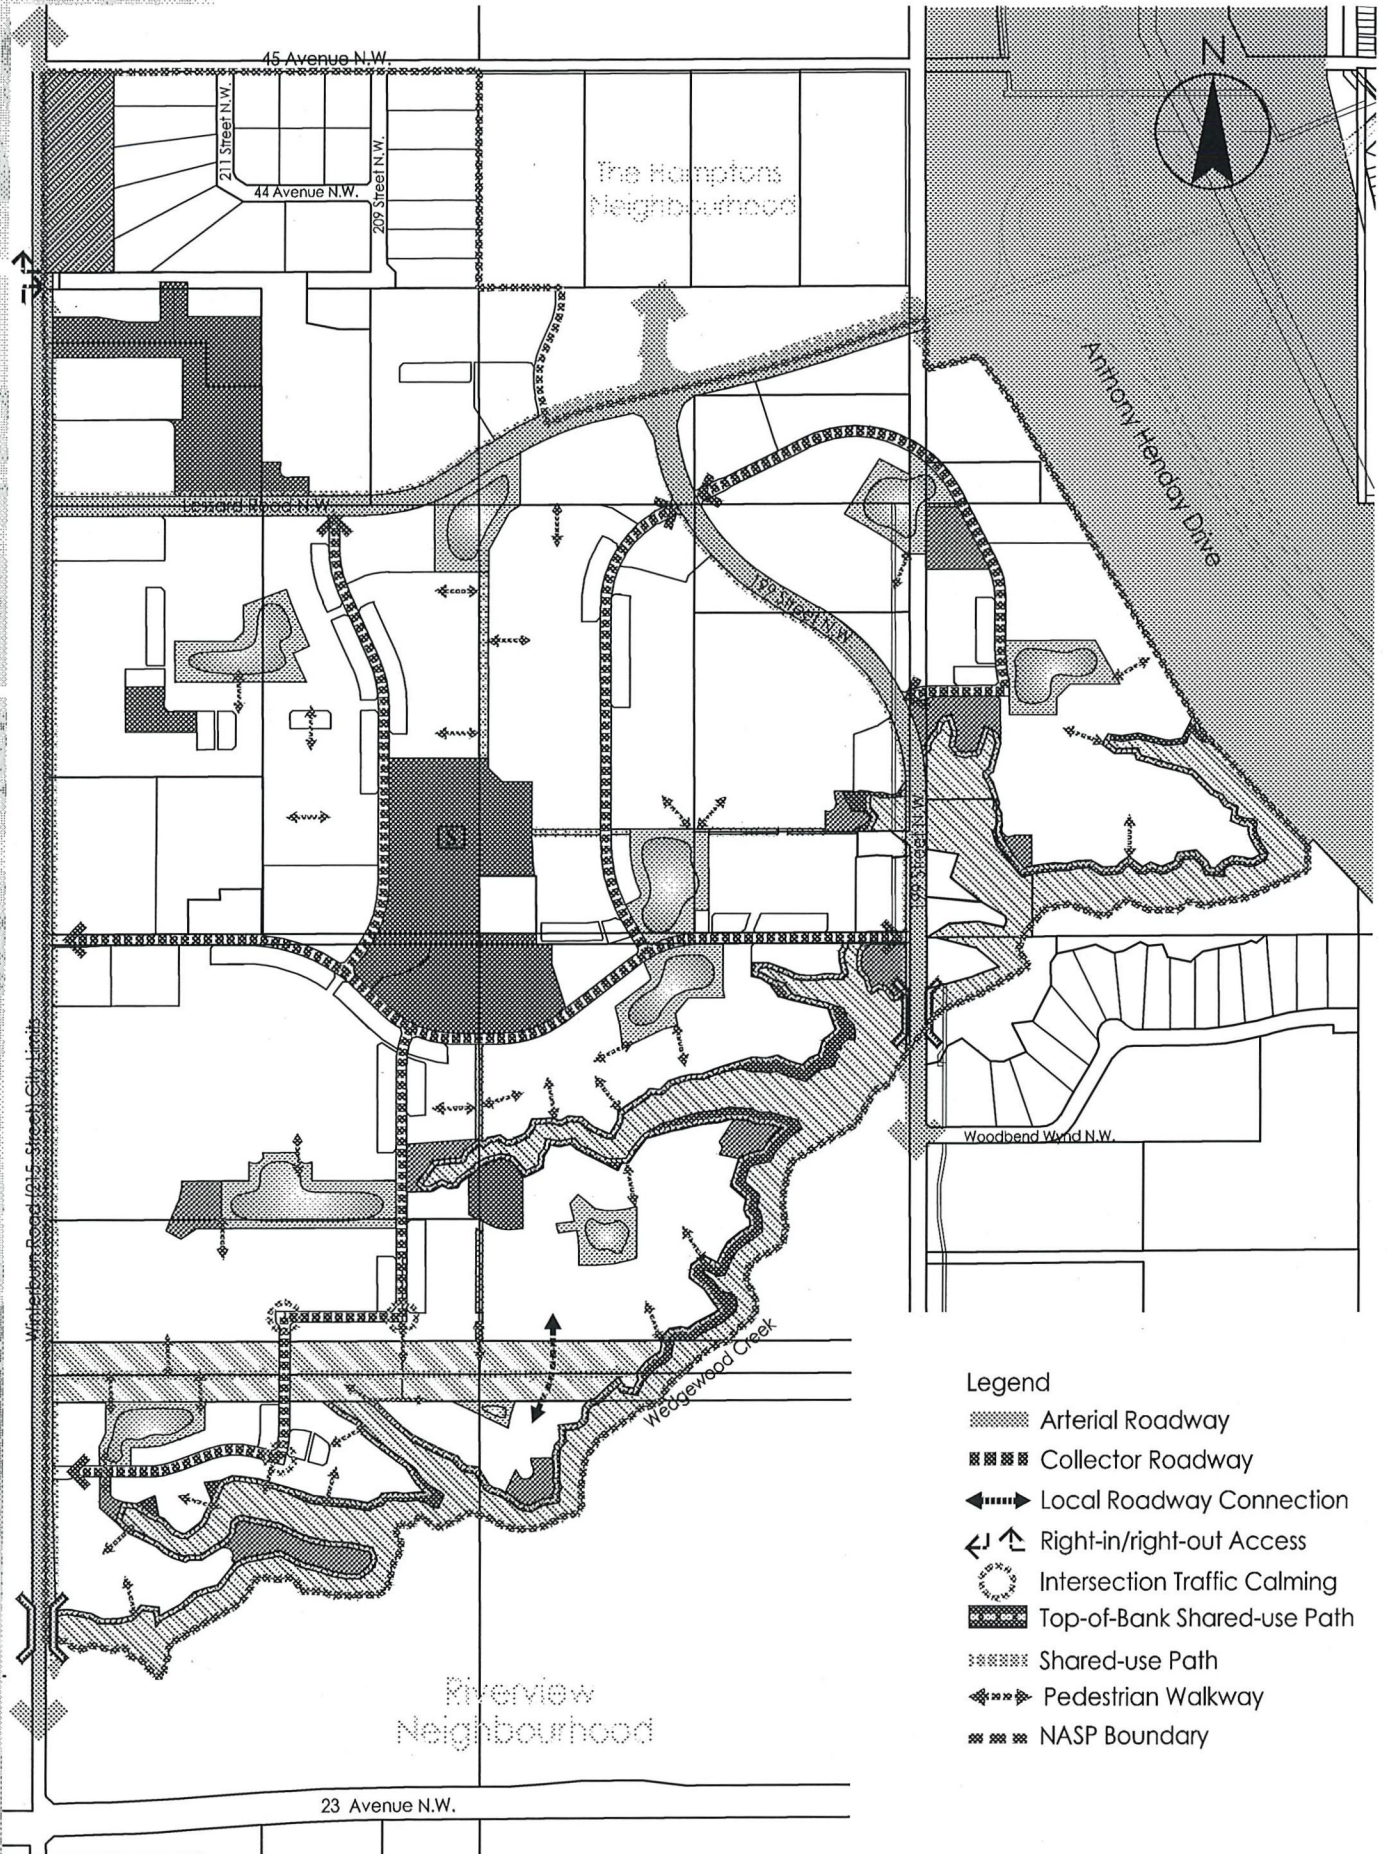 45 Avenue N.W.
N
211 Street N.W.
44 Avenue N.W.
209 Street N.W.
The Hamptons
Neighbourhood
Anthony Henday Drive
Lessard Road N.W.
199 Street N.W.
S
99 Street N.W.
Winterburn Road (215 Street) City Limits
Woodbend Wynd N.W.
Wedgewood Creek
Legend
Arterial Roadway
Collector Roadway
Local Roadway Connection
Right-in/right-out Access
Intersection Traffic Calming
Top-of-Bank Shared-use Path
Shared-use Path
Pedestrian Walkway
NASP Boundary
Riverview
Neighbourhood
23 Avenue N.W.